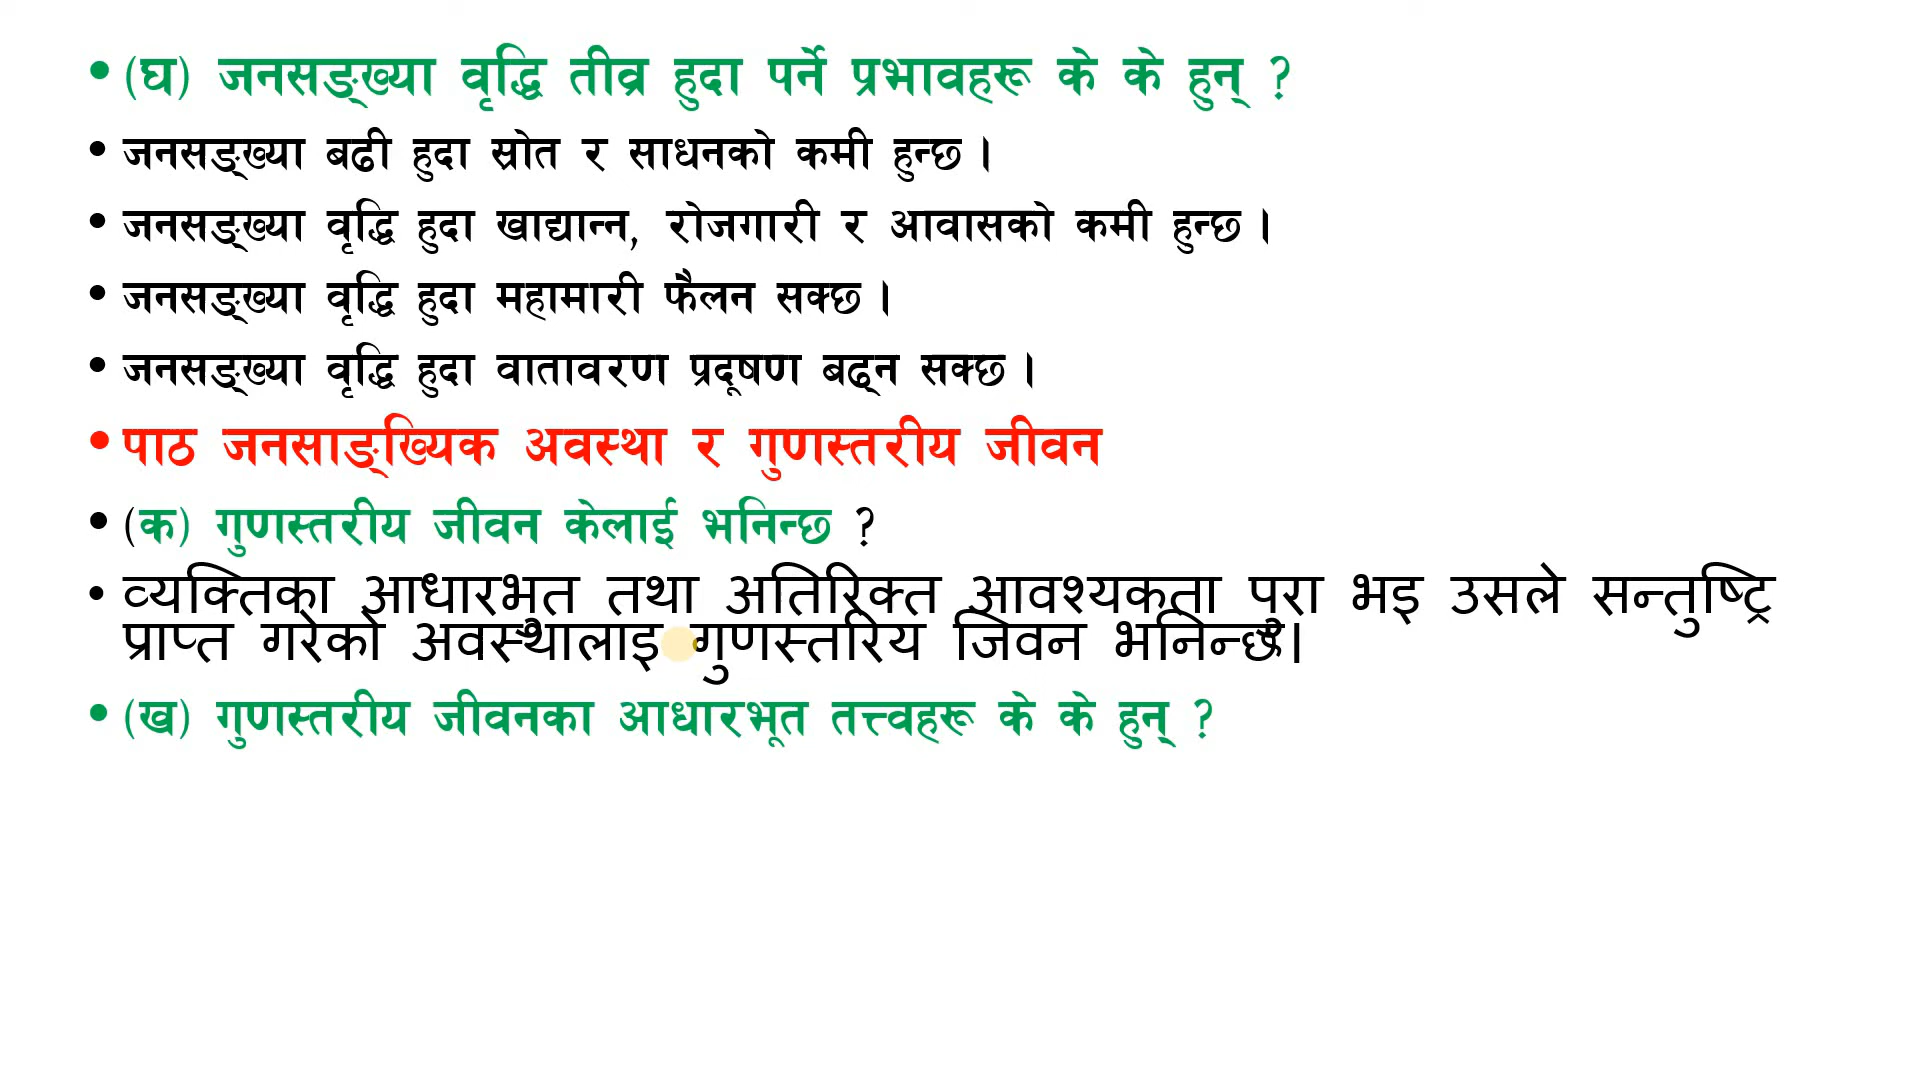 • (घ) जनसङ्ख्या वृद्धि तीव्र हुदा पर्ने प्रभावहरू के के हुन् ?
• जनसङ्ख्या बढी हुदा स्रोत र साधनको कमी हुन्छ ।
• जनसङ्ख्या वृद्धि हुदा खाद्यान्न, रोजगारी र आवासको कमी हुन्छ ।
• जनसङ्ख्या वृद्धि हुदा महामारी फैलन सक्छ ।
• जनसङ्ख्या वृद्धि हुदा वातावरण प्रदूषण बढ्न सक्छ ।
• पाठ जनसाङ्ख्यिक अवस्था र गुणस्तरीय जीवन
• (क) गुणस्तरीय जीवन केलाई भनिन्छ ?
• व्यक्तिका आधारभूत तथा अतिरिक्त आवश्यकता पूरा भइ उसले सन्तुष्ट्रि
प्राप्त गरेको अवस्थालाइ गुणस्तरिय जिवन भनिन्छ।
• (ख) गुणस्तरीय जीवनका आधारभूत तत्त्वहरू के के हुन् ?